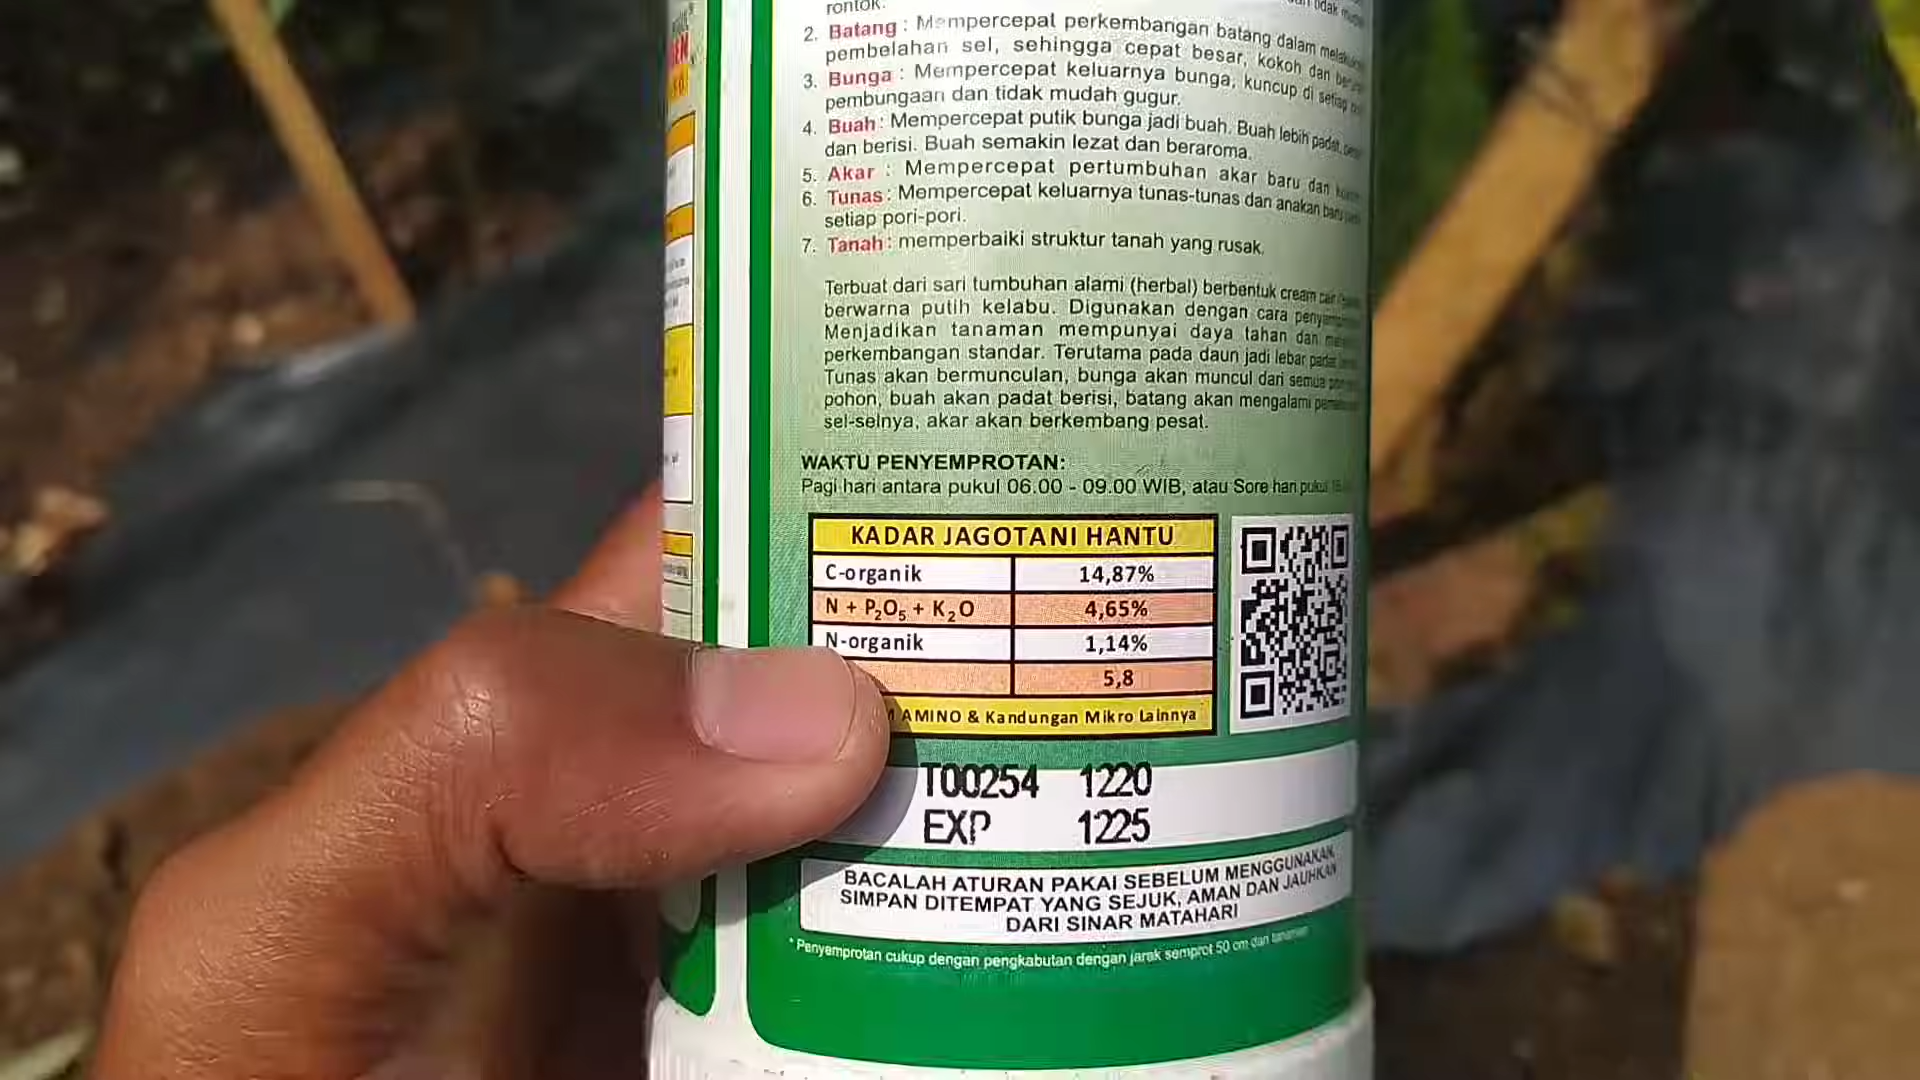 rontok.
2. Batang : Mempercepat perkembangan batang dalam
pembelahan sel, sehingga cepat besar, kokoh dan
3. Bunga : Mempercepat keluarnya bunga, kuncup di setiap
pembungaan dan tidak mudah gugur.
4. Buah : Mempercepat putik bunga jadi buah. Buah lebih padat,
dan berisi. Buah semakin lezat dan beraroma.
5. Akar : Mempercepat pertumbuhan akar baru dan
6. Tunas : Mempercepat keluarnya tunas-tunas dan anakan baru
setiap pori-pori.
7. Tanah : memperbaiki struktur tanah yang rusak.
Terbuat dari sari tumbuhan alami (herbal) berbentuk cream cair
berwarna putih kelabu. Digunakan dengan cara
Menjadikan tanaman mempunyai daya tahan dan
perkembangan standar. Terutama pada daun jadi lebar padat
Tunas akan bermunculan, bunga akan muncul dari semua
pohon, buah akan padat berisi, batang akan mengalami
sel-selnya, akar akan berkembang pesat.
WAKTU PENYEMPROTAN:
Pagi hari antara pukul 06.00 - 09.00 WIB, atau Sore hari pukul
KADAR JAGOTANI HANTU
C-organik 14,87%
N + P₂O₅ + K₂O 4,65%
N-organik 1,14%
5,8
AMINO & Kandungan Mikro Lainnya
T00254 1220
EXP 1225
BACALAH ATURAN PAKAI SEBELUM MENGGUNAKAN,
SIMPAN DITEMPAT YANG SEJUK, AMAN DAN JAUHKAN
DARI SINAR MATAHARI
* Penyemprotan cukup dengan pengkabutan dengan jarak semprot 50 cm dari tanaman